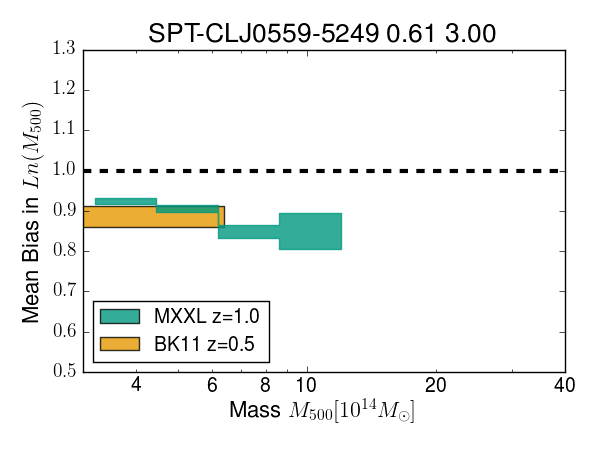 SPT-CLJ0559-5249 0.61 3.00
1.3
1.2
1.1
1.0
0.9
0.8
0.7
0.6
0.5
Mean Bias in Ln(M500)
MXXL z=1.0
BK11 z=0.5
4 6 8 10 20 40
Mass M500[10^14 M⊙]